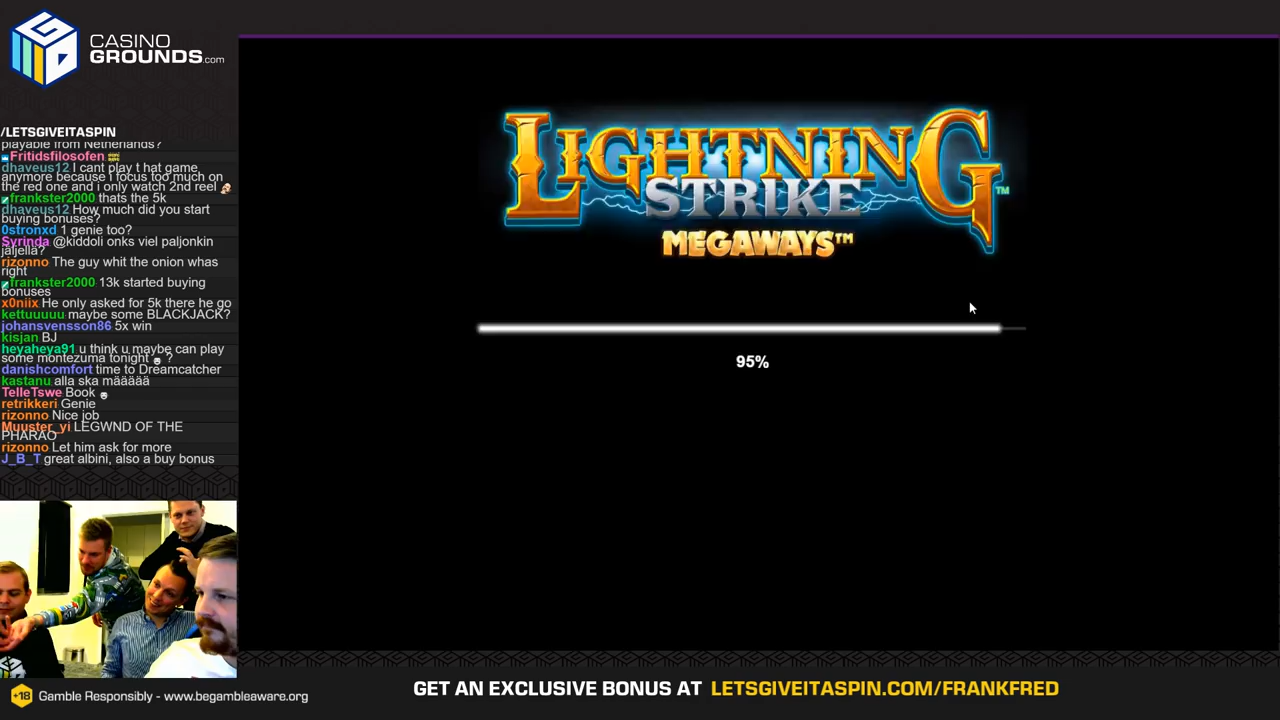 CASINO
GROUNDS.com
/LETSGIVEITASPIN
playable from Netherlands?
Fritidsfilosofen
dhaveus12 I cant play t hat game
anymore because I focus too much on
the red one and i only watch 2nd reel
frankster2000 thats the 5k
dhaveus12 How much did you start
buying bonuses?
0stronxd 1 genie too?
Syrinda @kiddoli onks viel paljonkin
jäljellä?
rizonno The guy whit the onion whas
right
frankster2000 13k started buying
bonuses
x0niix He only asked for 5k there he go
kettuuuuu maybe some BLACKJACK?
johansvensson86 5x win
kisjan BJ
heyaheya91 u think u maybe can play
some montezuma tonight ?
danishcomfort time to Dreamcatcher
kastanu alla ska määäää
TelleTswe Book
retrikkeri Genie
rizonno Nice job
Muuster_yi LEGWND OF THE
PHARAO
rizonno Let him ask for more
J_B_T great albini, also a buy bonus
LIGHTNING
STRIKE™
MEGAWAYS™
95%
+18 Gamble Responsibly - www.begambleaware.org
GET AN EXCLUSIVE BONUS AT LETSGIVEITASPIN.COM/FRANKFRED